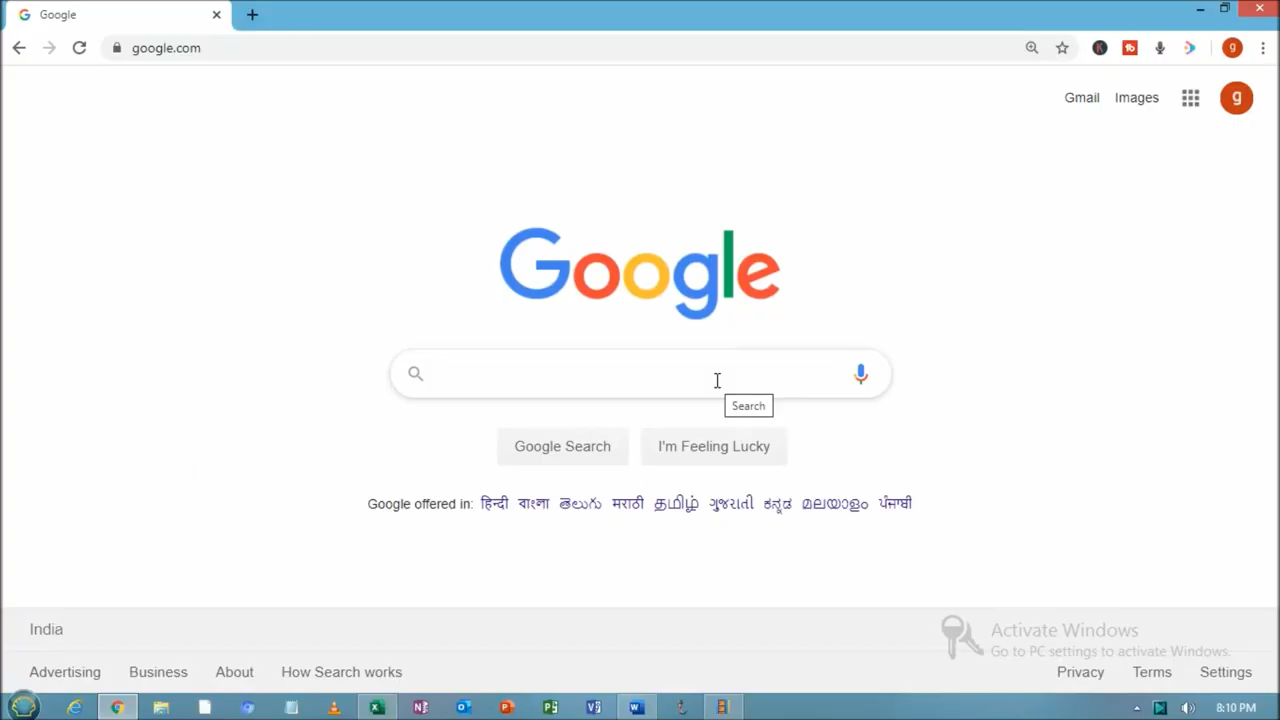 Google
google.com
g
Gmail Images
g
Google
Search
Google Search I'm Feeling Lucky
Google offered in: हिन्दी বাংলা తెలుగు मराठी தமிழ் ગુજરાતી ಕನ್ನಡ മലയാളം ਪੰਜਾਬੀ
India
Activate Windows
Go to PC settings to activate Windows.
Advertising Business About How Search works Privacy Terms Settings
8:10 PM